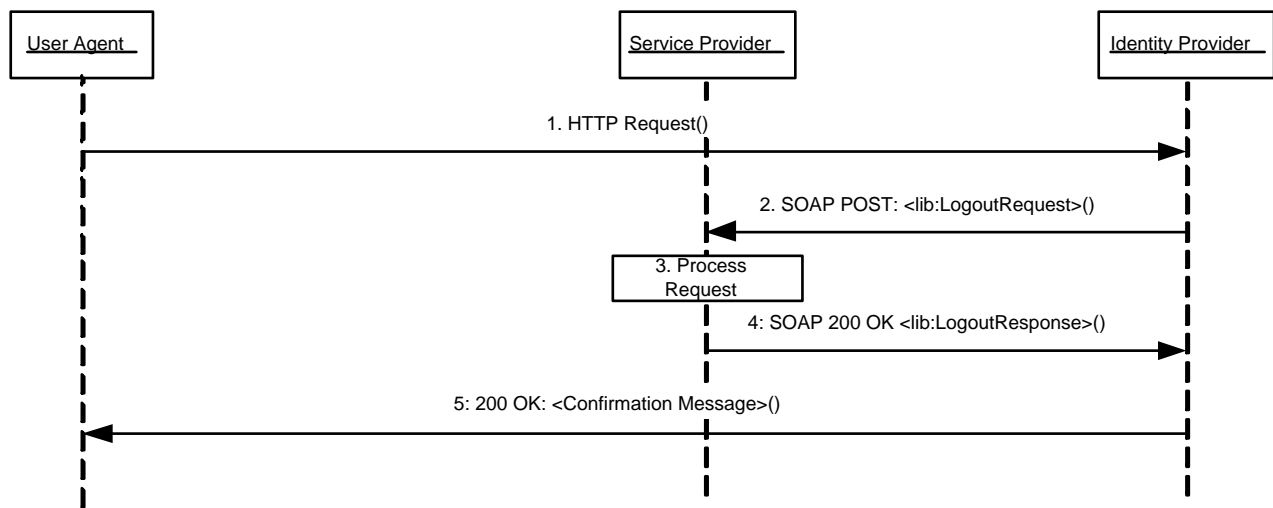 User Agent
Service Provider
Identity Provider
1. HTTP Request()
2. SOAP POST: <lib:LogoutRequest>()
3. Process
Request
4: SOAP 200 OK <lib:LogoutResponse>()
5: 200 OK: <Confirmation Message>()